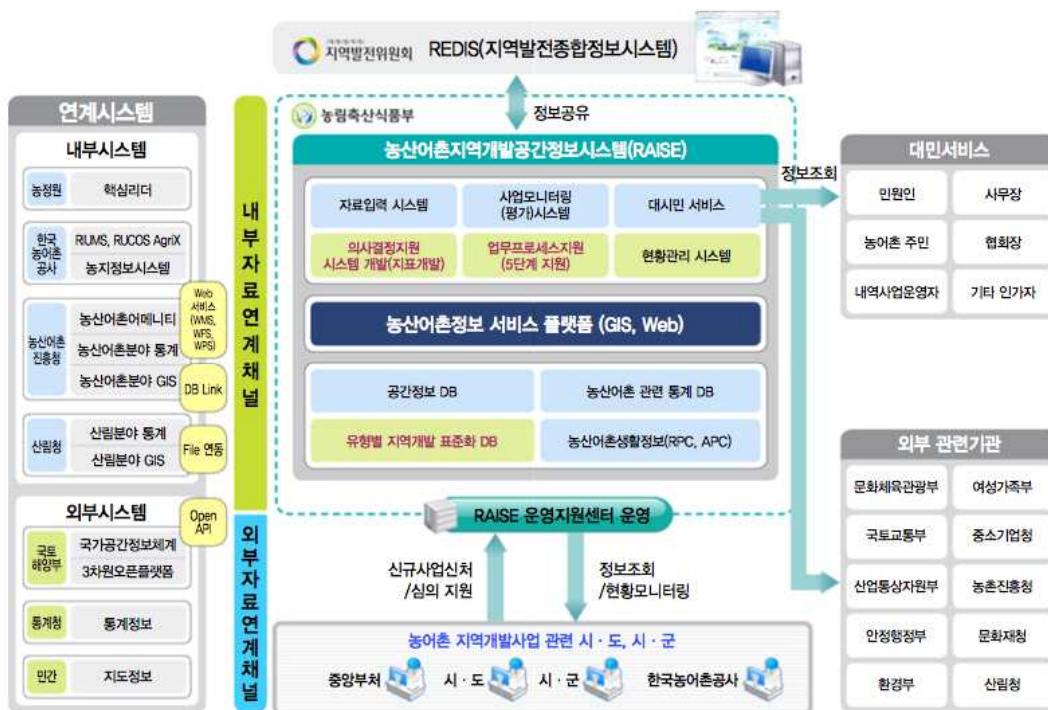 지역발전위원회 REDIS(지역발전종합정보시스템)
정보공유
연계시스템
내부시스템
농정원
핵심리더
한국
농어촌
공사
RIUMS, RUCOS AgriX
농지정보시스템
농산어촌
진흥청
농산어촌어메니티
농산어촌분야 통계
농산어촌분야 GIS
산림청
산림분야 통계
산림분야 GIS
외부시스템
국토
해양부
국가공간정보체계
3차원오픈플랫폼
통계청
통계정보
민간
지도정보
Web
서비스
(WMS,
WFS,
WPS)
DB Link
File 연동
Open
API
내부자료연계채널
외부자료연계채널
농림축산식품부
농산어촌지역개발공간정보시스템(RAISE)
자료입력 시스템
사업모니터링
(평가)시스템
대시민 서비스
의사결정지원
시스템 개발(지표개발)
업무프로세스지원
(5단계 지원)
현황관리 시스템
농산어촌정보 서비스 플랫폼 (GIS, Web)
공간정보 DB
농산어촌 관련 통계 DB
유형별 지역개발 표준화 DB
농산어촌생활정보(RPC, APC)
RAISE 운영지원센터 운영
신규사업신처
/심의 지원
정보조회
/현황모니터링
농어촌 지역개발사업 관련 시 · 도, 시 · 군
중앙부처
시 · 도
시 · 군
한국농어촌공사
정보조회
대민서비스
민원인
사무장
농어촌 주민
협회장
내역사업운영자
기타 인가자
외부 관련기관
문화체육관광부
여성가족부
국토교통부
중소기업청
산업통상자원부
농촌진흥청
안정행정부
문화재청
환경부
산림청